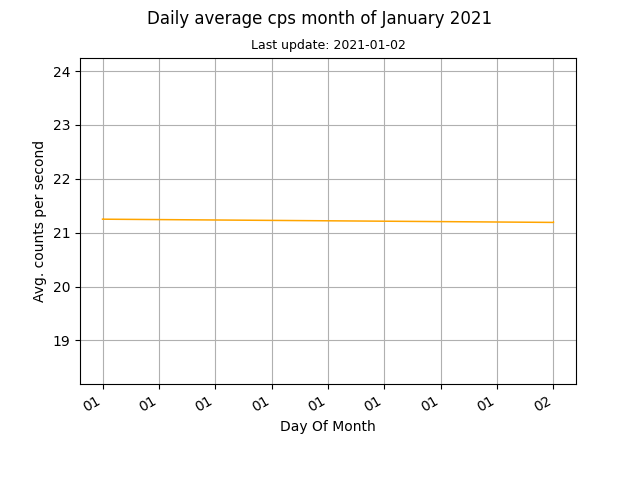 Daily average cps month of January 2021
Last update: 2021-01-02
24
23
22
21
20
19
Avg. counts per second
01 01 01 01 01 01 01 01 02
Day Of Month